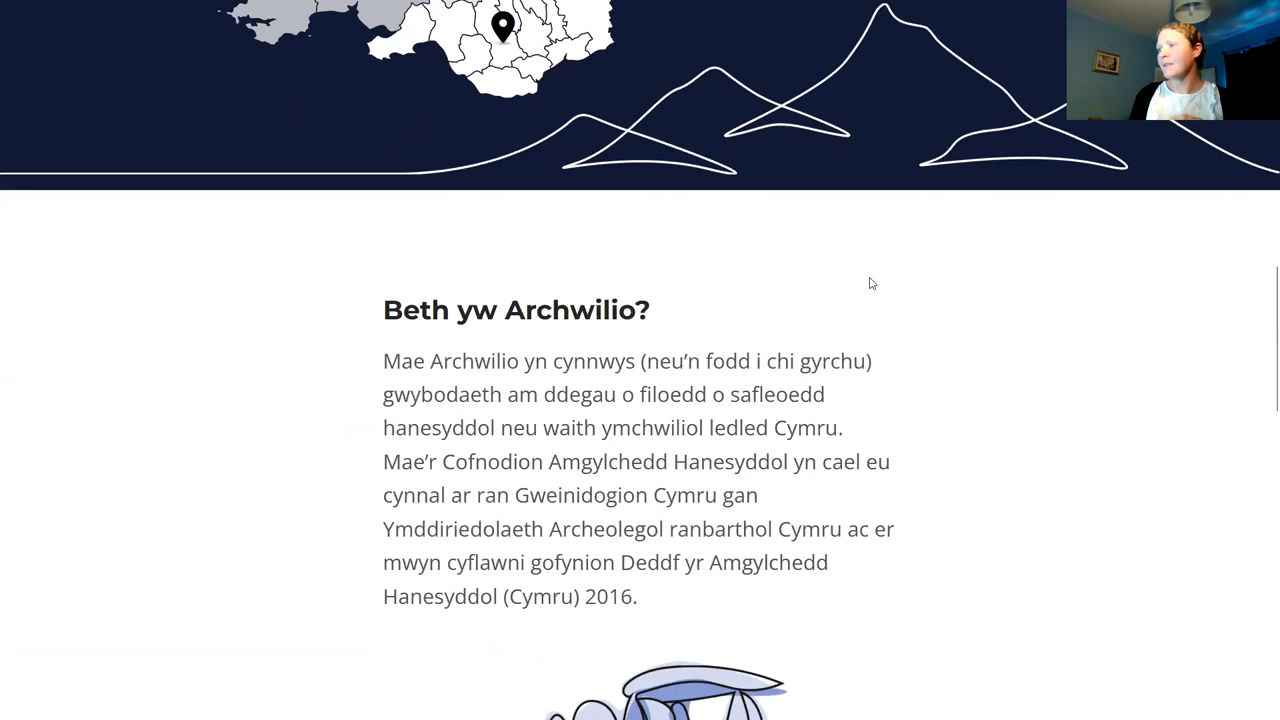 Beth yw Archwilio?
Mae Archwilio yn cynnwys (neu’n fodd i chi gyrchu)
gwybodaeth am ddegau o filoedd o safleoedd
hanesyddol neu waith ymchwiliol ledled Cymru.
Mae’r Cofnodion Amgylchedd Hanesyddol yn cael eu
cynnal ar ran Gweinidogion Cymru gan
Ymddiriedolaeth Archeolegol ranbarthol Cymru ac er
mwyn cyflawni gofynion Deddf yr Amgylchedd
Hanesyddol (Cymru) 2016.